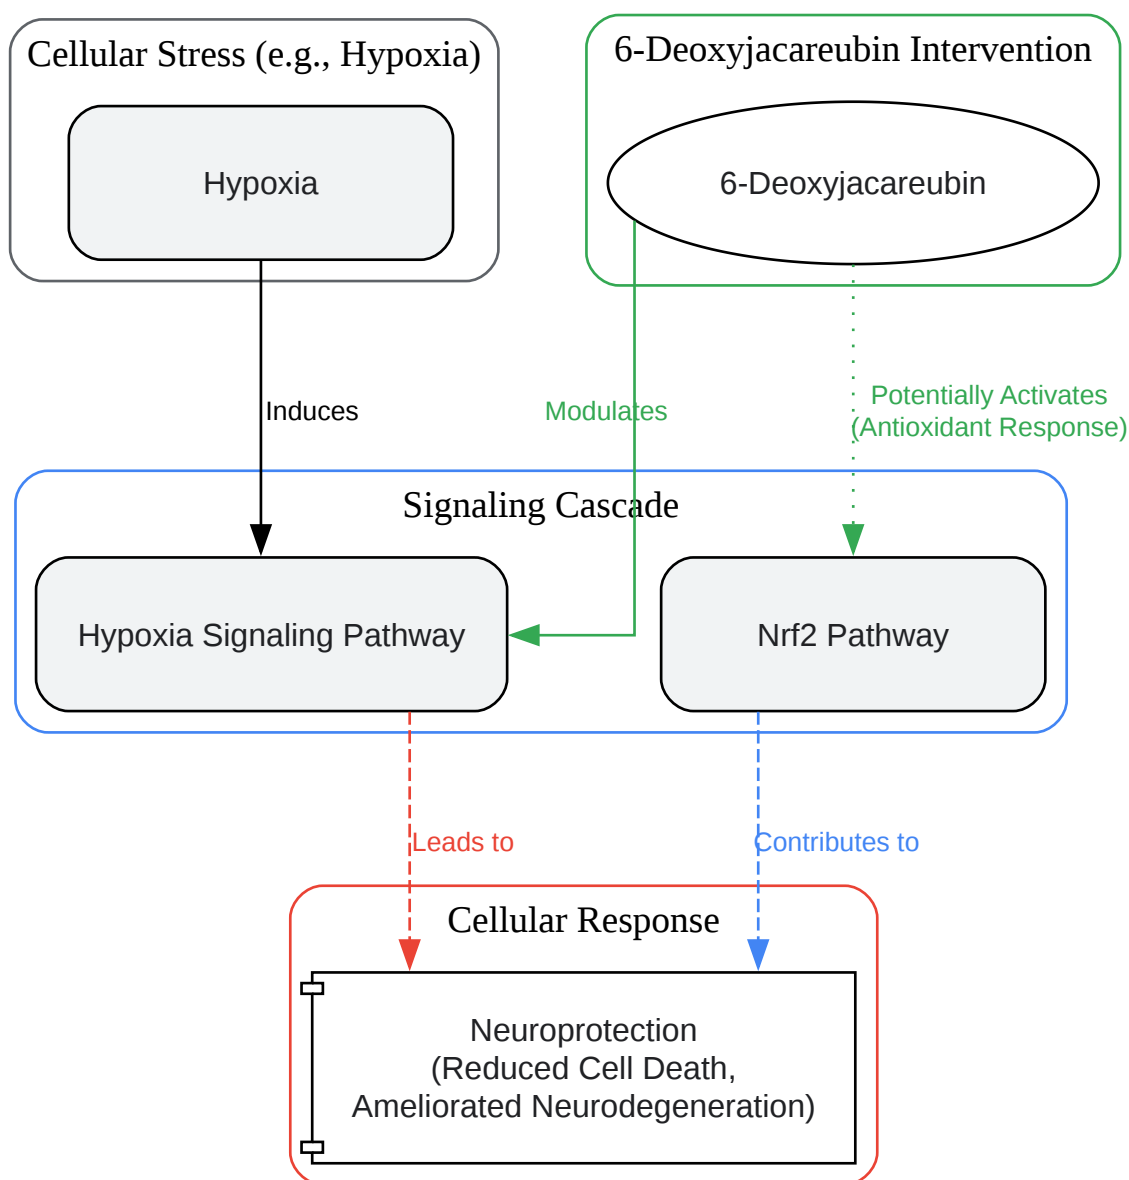 Cellular Stress (e.g., Hypoxia)
6-Deoxyjacareubin Intervention
Hypoxia
6-Deoxyjacareubin
Induces
Modulates
Potentially Activates
(Antioxidant Response)
Signaling Cascade
Hypoxia Signaling Pathway
Nrf2 Pathway
Leads to
Contributes to
Cellular Response
Neuroprotection
(Reduced Cell Death,
Ameliorated Neurodegeneration)